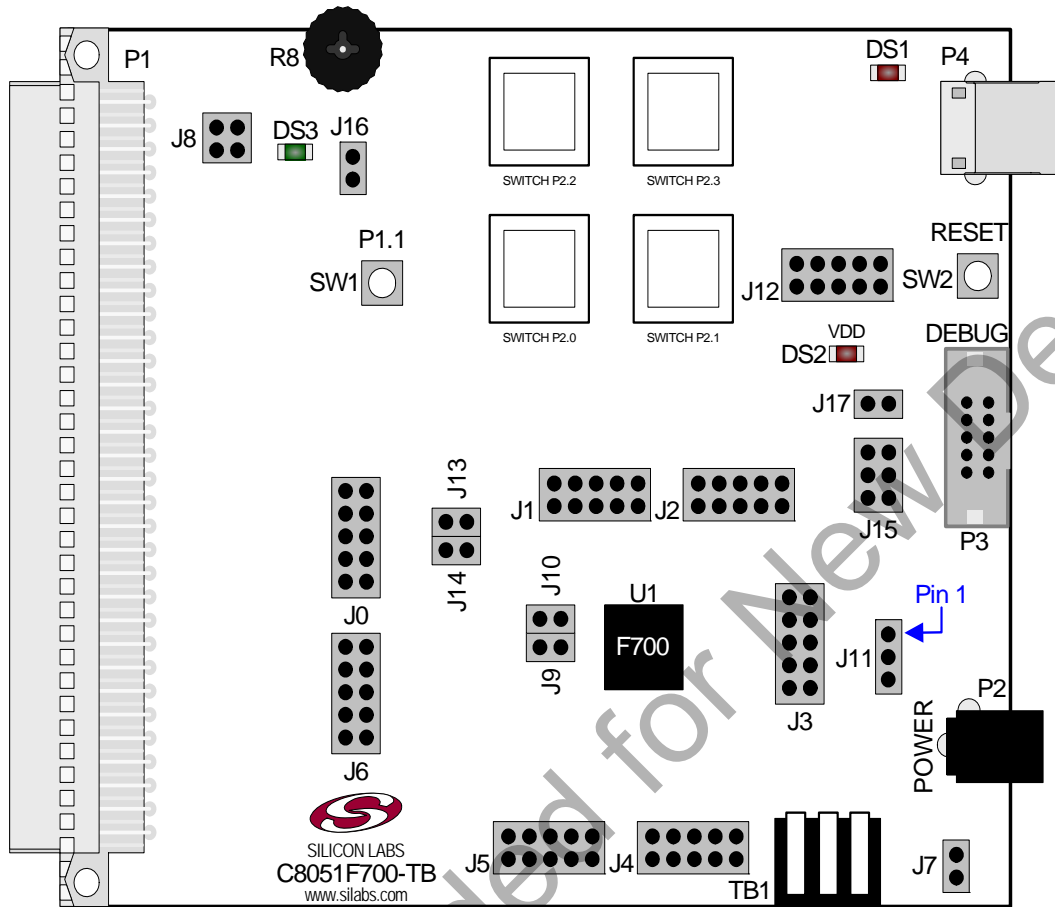 P1
R8
DS1
P4
J8
DS3
J16
SWITCH P2.2
SWITCH P2.3
P1.1
SW1
RESET
J12
SW2
SWITCH P2.0
SWITCH P2.1
VDD
DS2
DEBUG
J17
J13
J1
J2
J15
P3
J14
J10
U1
F700
Pin 1
J0
J9
J11
J3
P2
POWER
J6
SILICON LABS
C8051F700-TB
www.silabs.com
J5
J4
TB1
J7
ded for New De